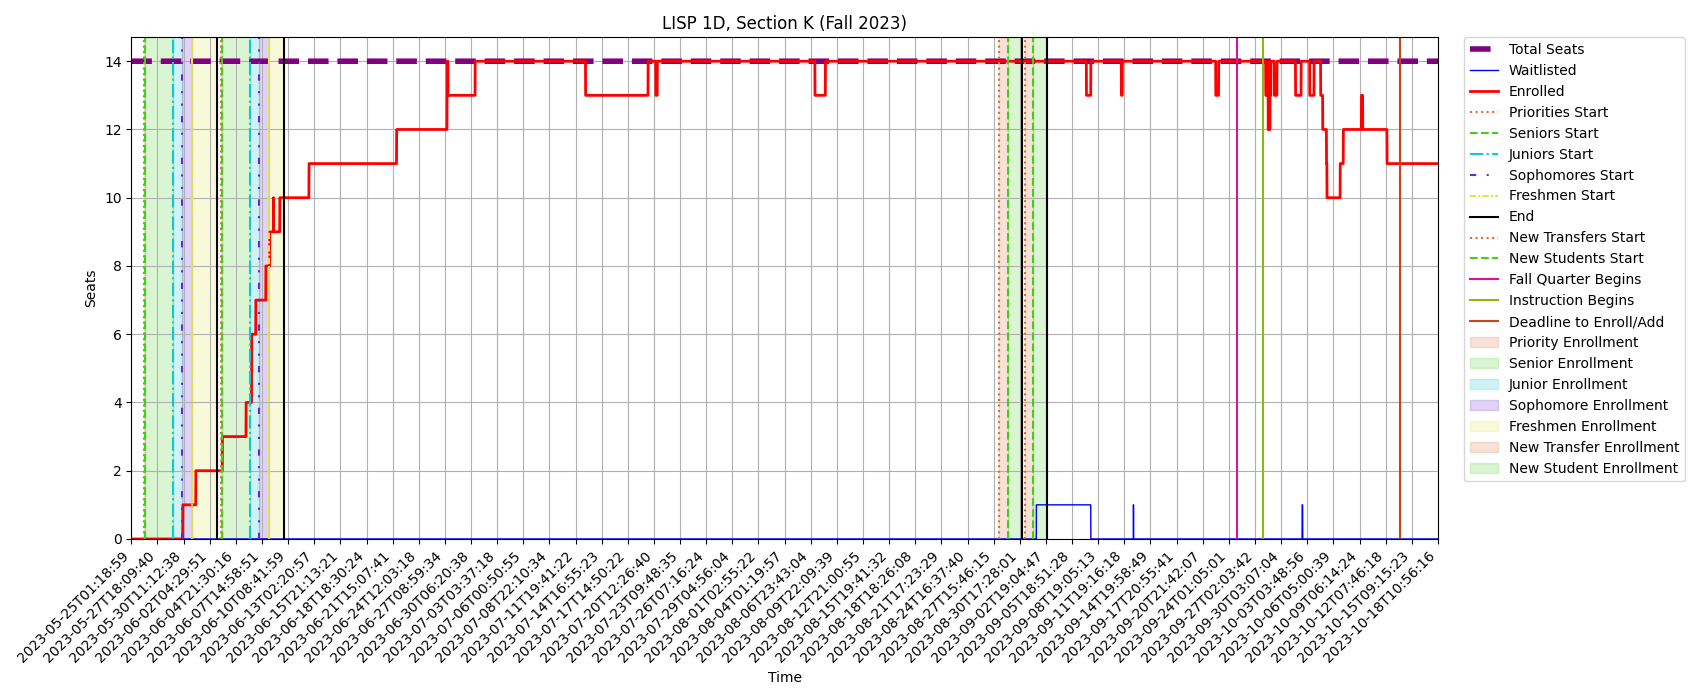 LISP 1D, Section K (Fall 2023)
Total Seats
Waitlisted
Enrolled
Priorities Start
Seniors Start
Juniors Start
Sophomores Start
Freshmen Start
End
New Transfers Start
New Students Start
Fall Quarter Begins
Instruction Begins
Deadline to Enroll/Add
Priority Enrollment
Senior Enrollment
Junior Enrollment
Sophomore Enrollment
Freshmen Enrollment
New Transfer Enrollment
New Student Enrollment
Seats
14
12
10
8
6
4
2
0
2023-05-25T01:18:59
2023-05-27T18:09:40
2023-05-30T11:12:38
2023-06-02T04:29:51
2023-06-04T21:30:16
2023-06-07T14:58:51
2023-06-10T08:41:59
2023-06-13T02:20:57
2023-06-15T21:13:21
2023-06-18T18:30:24
2023-06-21T15:07:41
2023-06-24T12:03:18
2023-06-27T08:59:34
2023-06-30T06:20:38
2023-07-03T03:37:18
2023-07-06T00:50:55
2023-07-08T22:10:34
2023-07-11T19:41:22
2023-07-14T16:55:23
2023-07-17T14:50:22
2023-07-20T12:26:40
2023-07-23T09:48:35
2023-07-26T07:16:24
2023-07-29T04:56:04
2023-08-01T02:55:22
2023-08-04T01:19:57
2023-08-06T23:43:04
2023-08-09T22:09:39
2023-08-12T21:00:55
2023-08-15T19:41:32
2023-08-18T18:26:08
2023-08-21T17:23:29
2023-08-24T16:37:40
2023-08-27T15:46:15
2023-08-30T17:28:01
2023-09-02T19:04:47
2023-09-05T18:51:28
2023-09-08T19:05:13
2023-09-11T19:16:18
2023-09-14T19:58:49
2023-09-17T20:55:41
2023-09-20T21:42:07
2023-09-24T01:05:01
2023-09-27T02:03:42
2023-09-30T03:07:04
2023-10-03T03:48:56
2023-10-06T05:00:39
2023-10-09T06:14:24
2023-10-12T07:46:18
2023-10-15T09:15:23
2023-10-18T10:56:16
Time